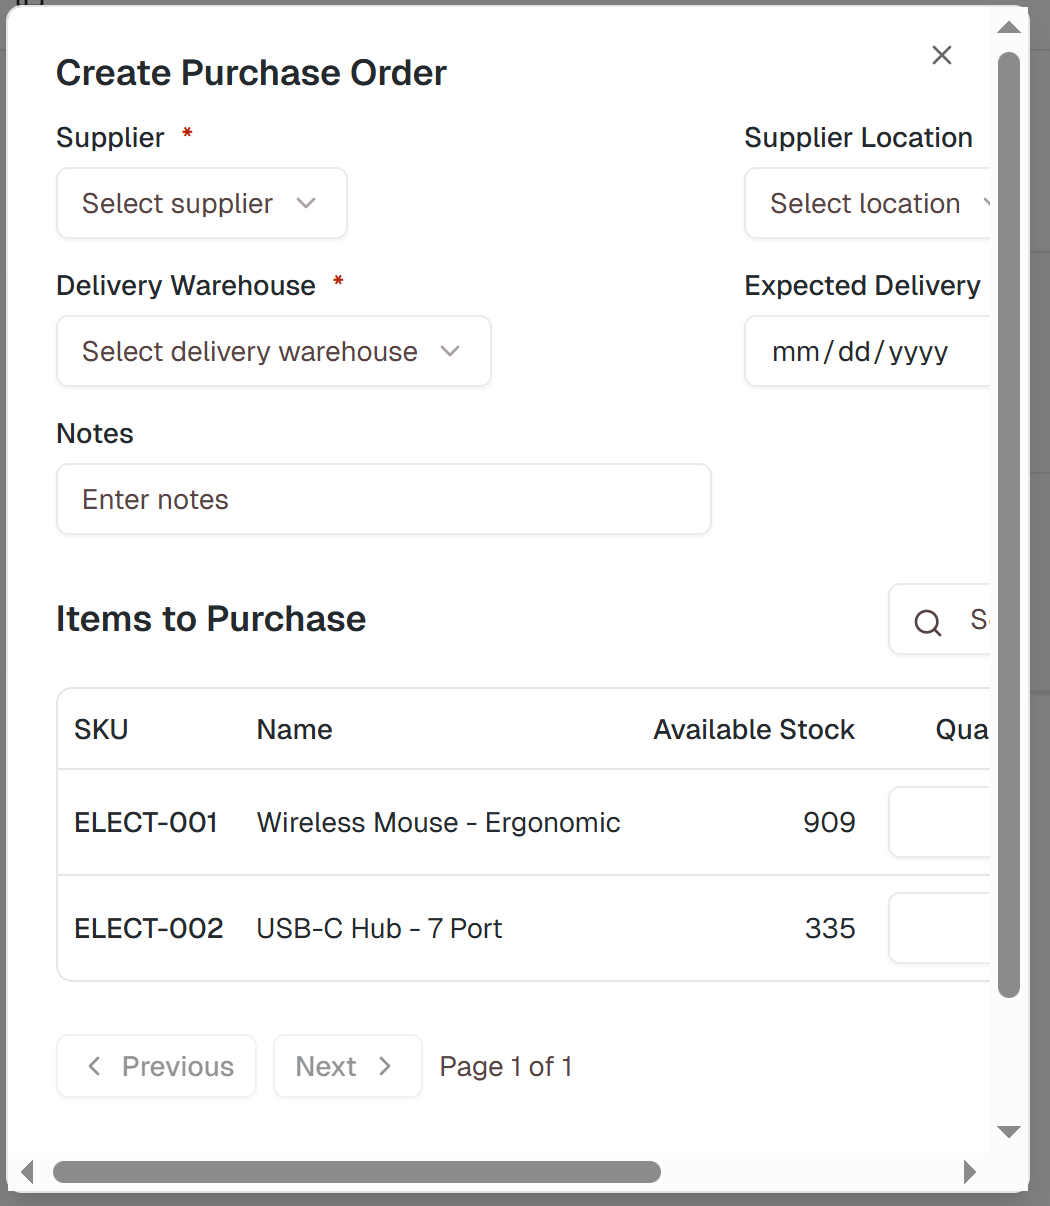 Create Purchase Order
Supplier * Supplier Location
Select supplier Select location
Delivery Warehouse * Expected Delivery
Select delivery warehouse mm/dd/yyyy
Notes
Enter notes
Items to Purchase
SKU Name Available Stock Qua
ELECT-001 Wireless Mouse - Ergonomic 909
ELECT-002 USB-C Hub - 7 Port 335
Previous Next Page 1 of 1